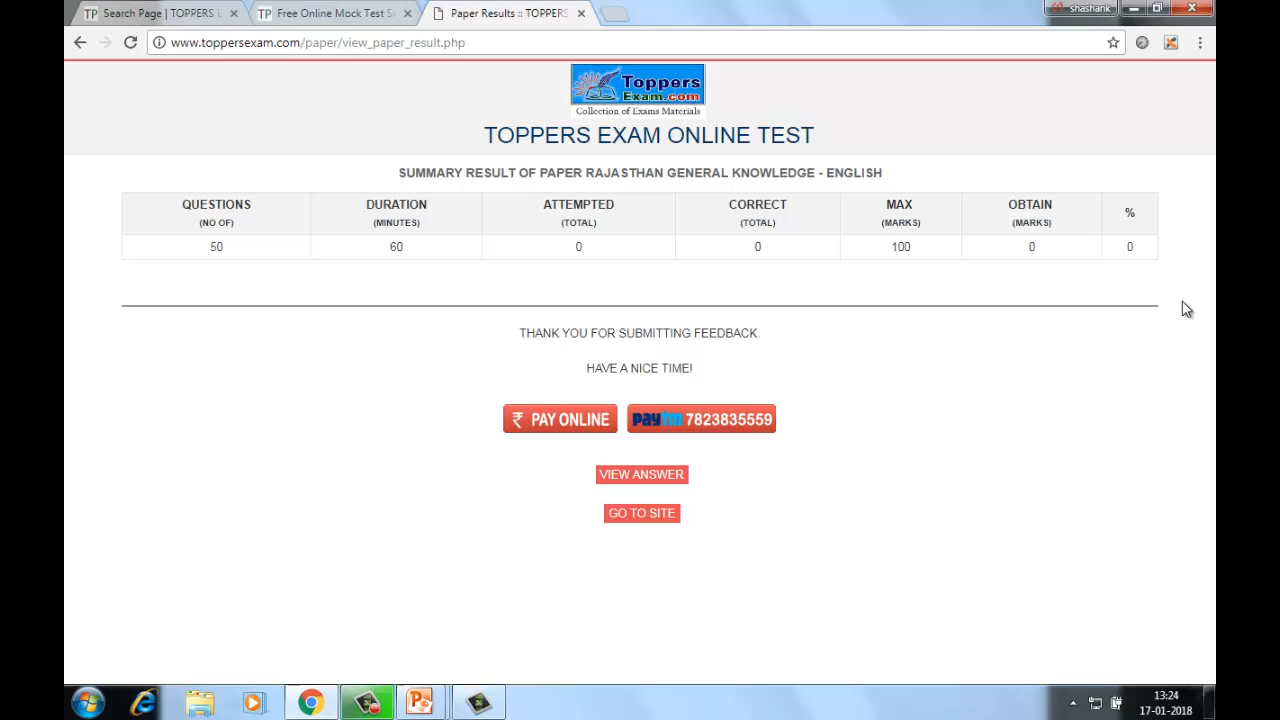 Search Page | TOPPERS
Free Online Mock Test
Paper Results :: TOPPERS
shashank
www.toppersexam.com/paper/view_paper_result.php
Toppers
Exam.com
Collection of Exams Materials
TOPPERS EXAM ONLINE TEST
SUMMARY RESULT OF PAPER RAJASTHAN GENERAL KNOWLEDGE - ENGLISH
QUESTIONS DURATION ATTEMPTED CORRECT MAX OBTAIN %
(NO OF) (MINUTES) (TOTAL) (TOTAL) (MARKS) (MARKS)
50 60 0 0 100 0 0
THANK YOU FOR SUBMITTING FEEDBACK.
HAVE A NICE TIME!
₹ PAY ONLINE
paytm 7823835559
VIEW ANSWER
GO TO SITE
13:24
17-01-2018